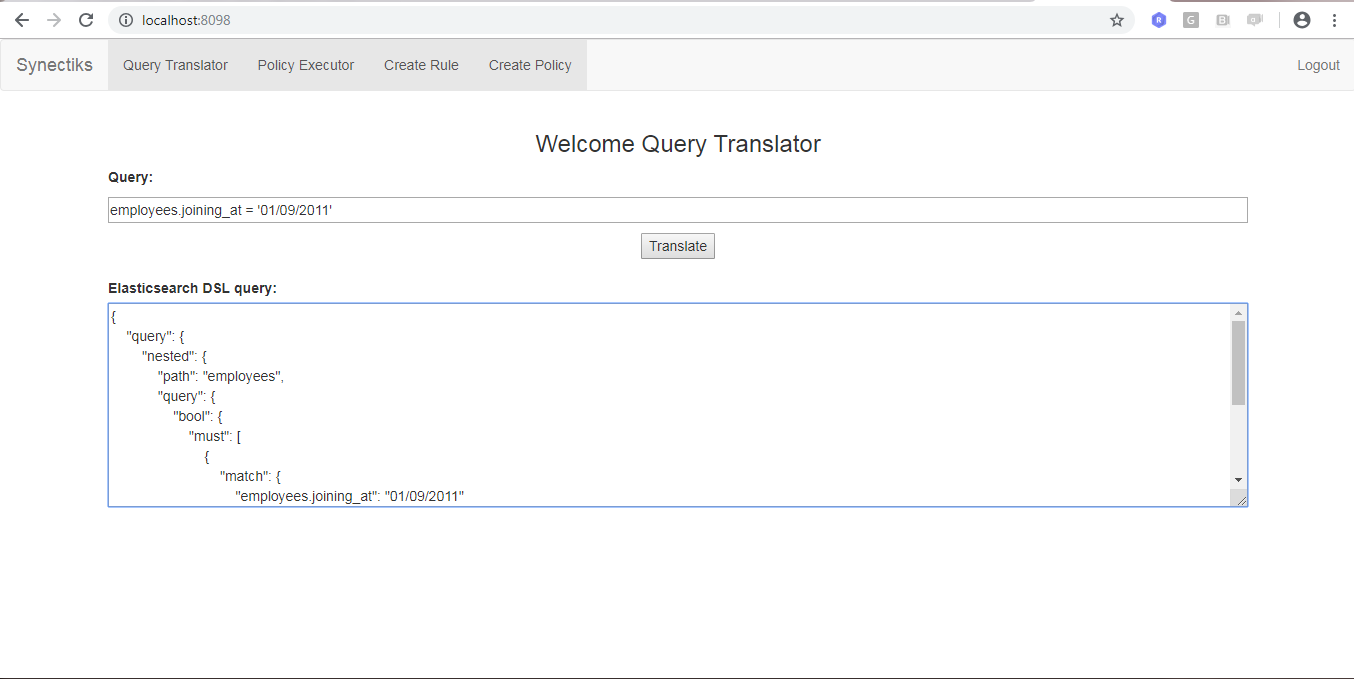 localhost:8098
R G B a
Synectiks Query Translator Policy Executor Create Rule Create Policy Logout
Welcome Query Translator
Query:
employees.joining_at = '01/09/2011'
Translate
Elasticsearch DSL query:
{
"query": {
"nested": {
"path": "employees",
"query": {
"bool": {
"must": [
{
"match": {
"employees.joining_at": "01/09/2011"